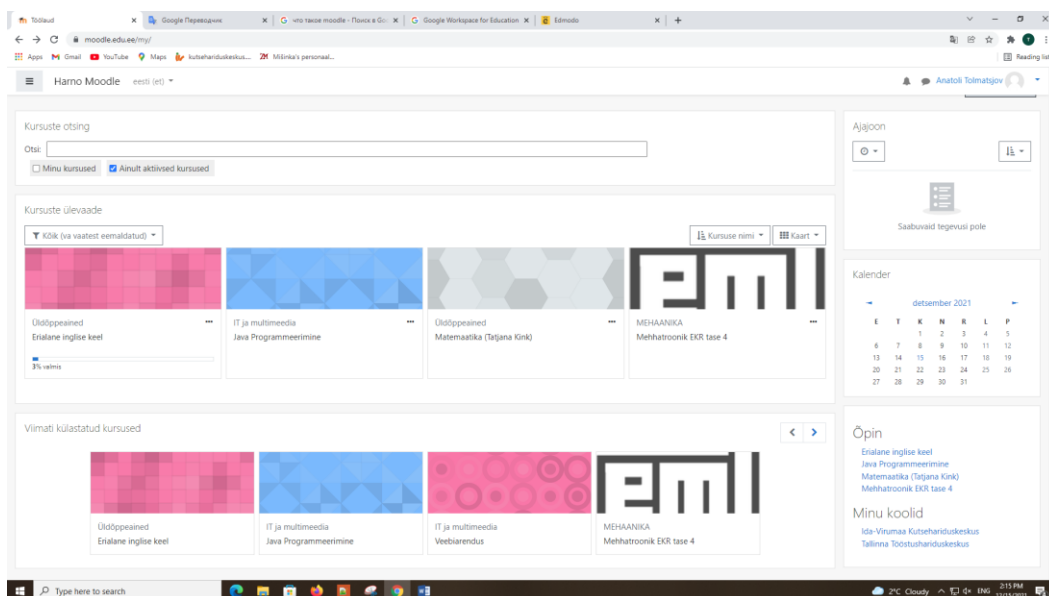 Töölaud
Google Переводчик
что такое moodle - Поиск в Goo
Google Workspace for Education
Edmodo
moodle.edu.ee/my/
Apps Gmail YouTube Maps kutsehariduskeskus... Milinka's personaal... Reading list
Harno Moodle eesti (et) Anatoli Tolmatsjov
Kursuste otsing
Otsi:
Minu kursused Ainult aktiivsed kursused
Kursuste ülevaade
Kõik (va vaatest eemaldatud) Kursuse nimi Kaart
eml
Üldõppeained
Erialane inglise keel
3% valmis
IT ja multimeedia
Java Programmeerimine
Üldõppeained
Matemaatika (Tatjana Kink)
MEHAANIKA
Mehhatroonik EKR tase 4
Viimati külastatud kursused
eml
Üldõppeained
Erialane inglise keel
IT ja multimeedia
Java Programmeerimine
IT ja multimeedia
Veebiarendus
MEHAANIKA
Mehhatroonik EKR tase 4
Ajajoon
Saabuvaid tegevusi pole
Kalender
detsember 2021
E T K N R L P
1 2 3 4 5
6 7 8 9 10 11 12
13 14 15 16 17 18 19
20 21 22 23 24 25 26
27 28 29 30 31
Õpin
Erialane inglise keel
Java Programmeerimine
Matemaatika (Tatjana Kink)
Mehhatroonik EKR tase 4
Minu koolid
Ida-Virumaa Kutsehariduskeskus
Tallinna Tööstushariduskeskus
Type here to search
2°C Cloudy ENG 2:15 PM